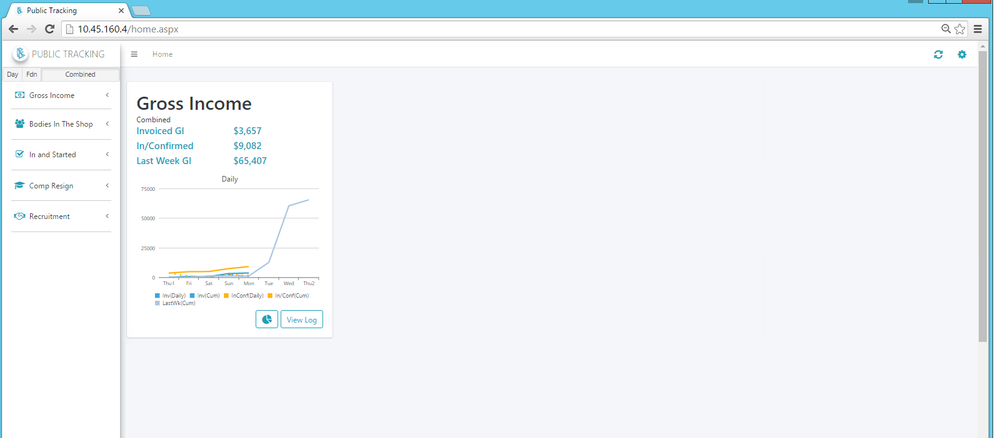 Public Tracking
10.45.160.4/home.aspx
PUBLIC TRACKING
Home
Day Fdn Combined
Gross Income
Bodies In The Shop
In and Started
Comp Resign
Recruitment
Gross Income
Combined
Invoiced GI $3,657
In/Confirmed $9,082
Last Week GI $65,407
Daily
75000
50000
25000
0
Thu1 Fri Sat Sun Mon Tue Wed Thu2
Inv(Daily) Inv(Cum) InConf(Daily) In/Conf(Cum)
LastWk(Cum)
View Log